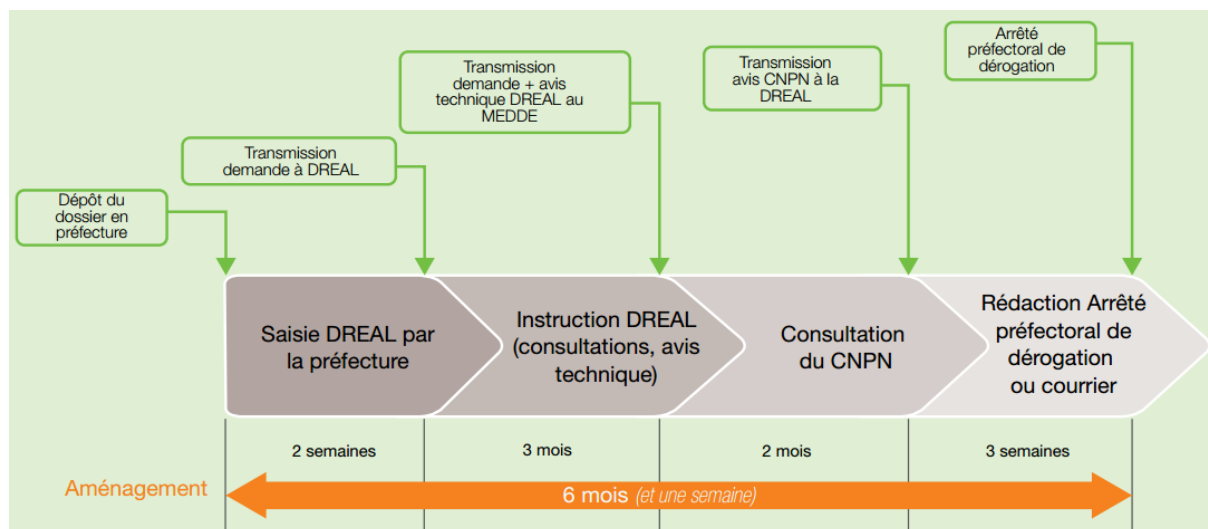 Dépôt du
dossier en
préfecture
Transmission
demande à DREAL
Transmission
demande + avis
technique DREAL au
MEDDE
Transmission
avis CNPN à la
DREAL
Arrêté
préfectoral de
dérogation
Saisie DREAL par
la préfecture
Instruction DREAL
(consultations, avis
technique)
Consultation
du CNPN
Rédaction Arrêté
préfectoral de
dérogation
ou courrier
2 semaines
3 mois
2 mois
3 semaines
Aménagement
6 mois (et une semaine)